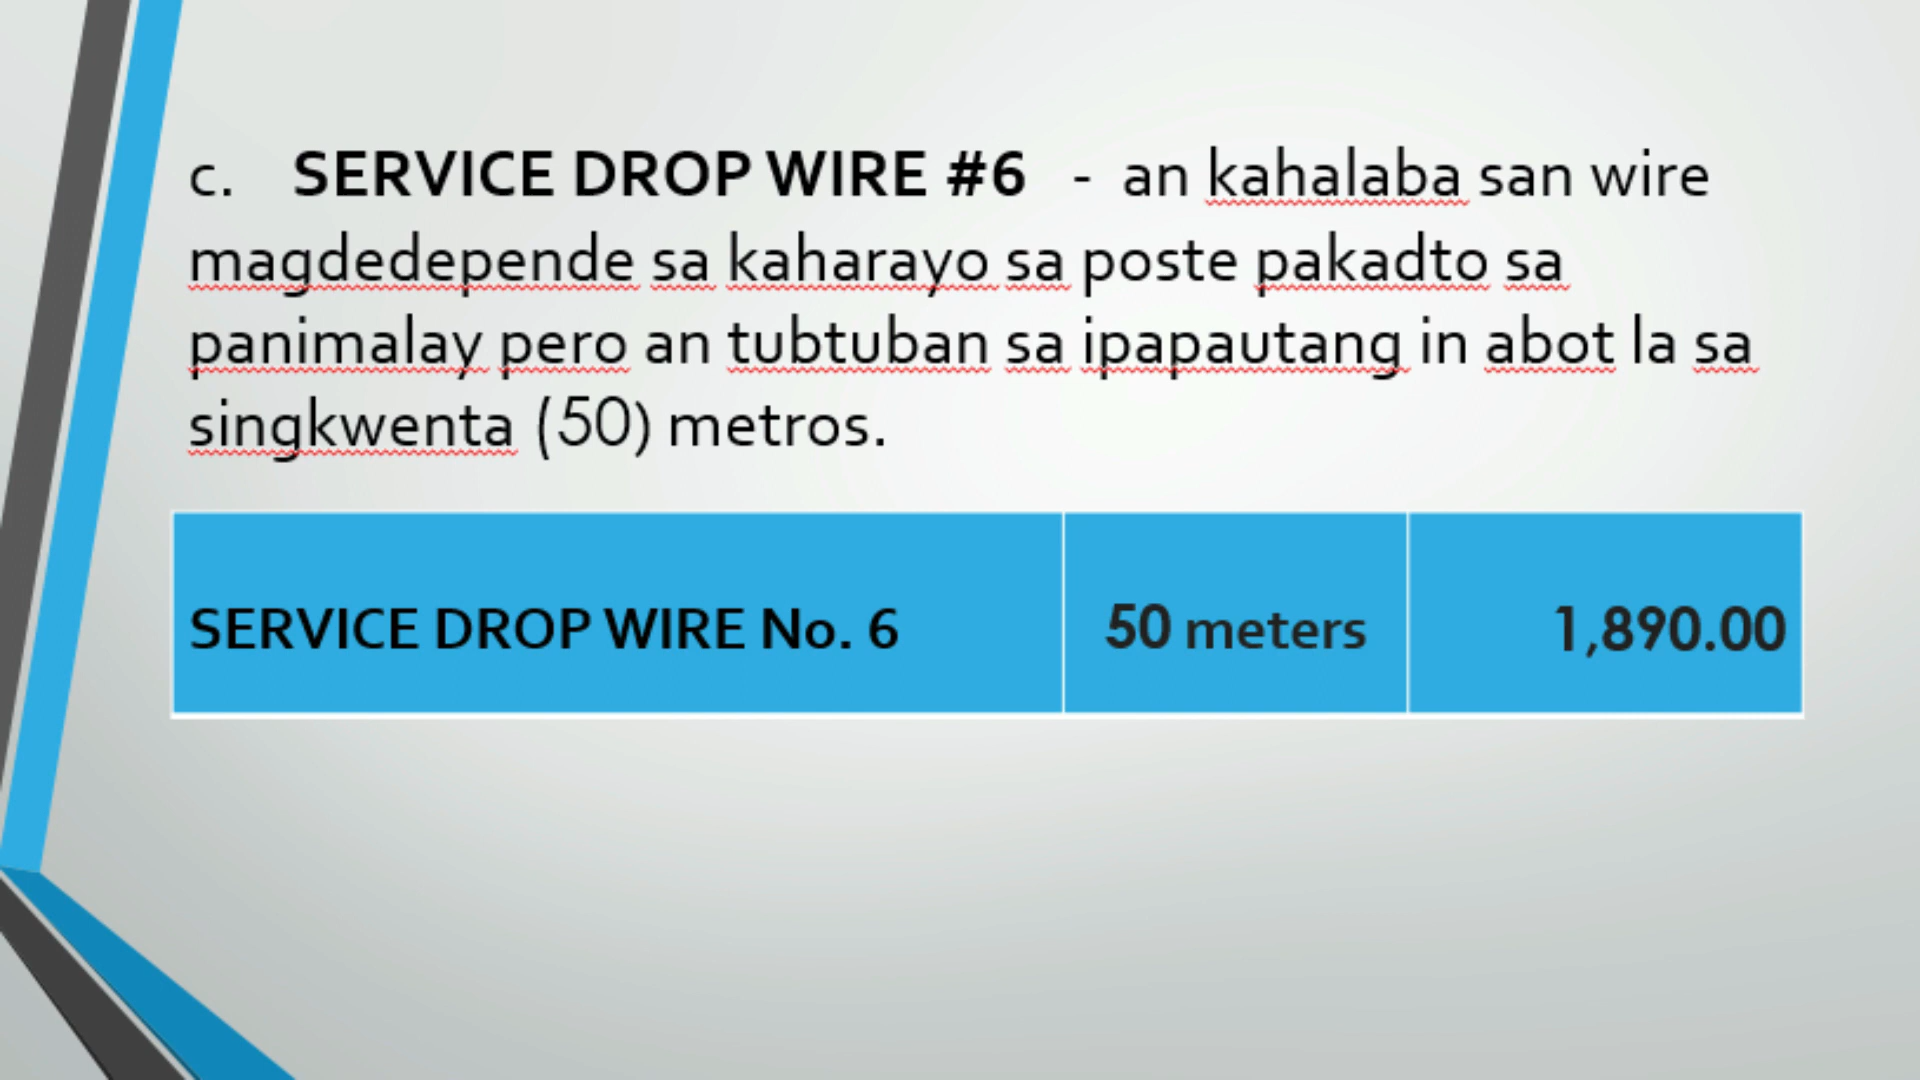 c. SERVICE DROP WIRE #6 - an kahalaba san wire
magdedepende sa kaharayo sa poste pakadto sa
panimalay pero an tubtuban sa ipapautang in abot la sa
singkwenta (50) metros.
SERVICE DROP WIRE No. 6 50 meters 1,890.00